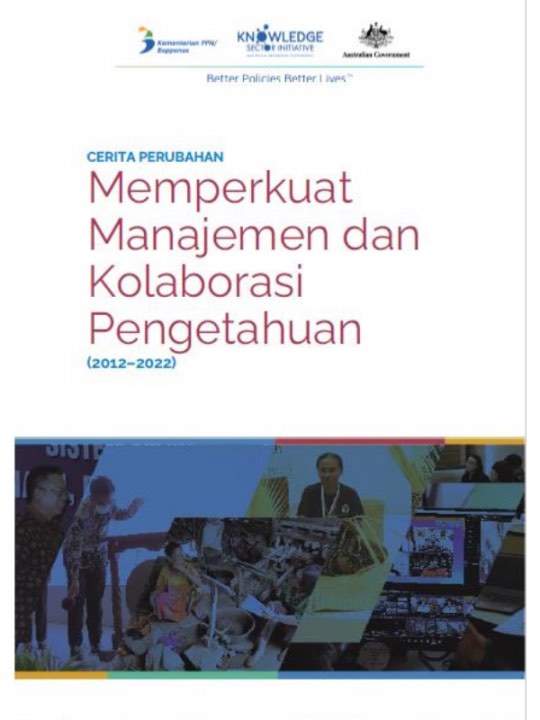 Kementerian PPN/
Bappenas
KNOWLEDGE
SECTOR INITIATIVE
Australian Government
Better Policies Better Lives™
CERITA PERUBAHAN
Memperkuat
Manajemen dan
Kolaborasi
Pengetahuan
(2012–2022)